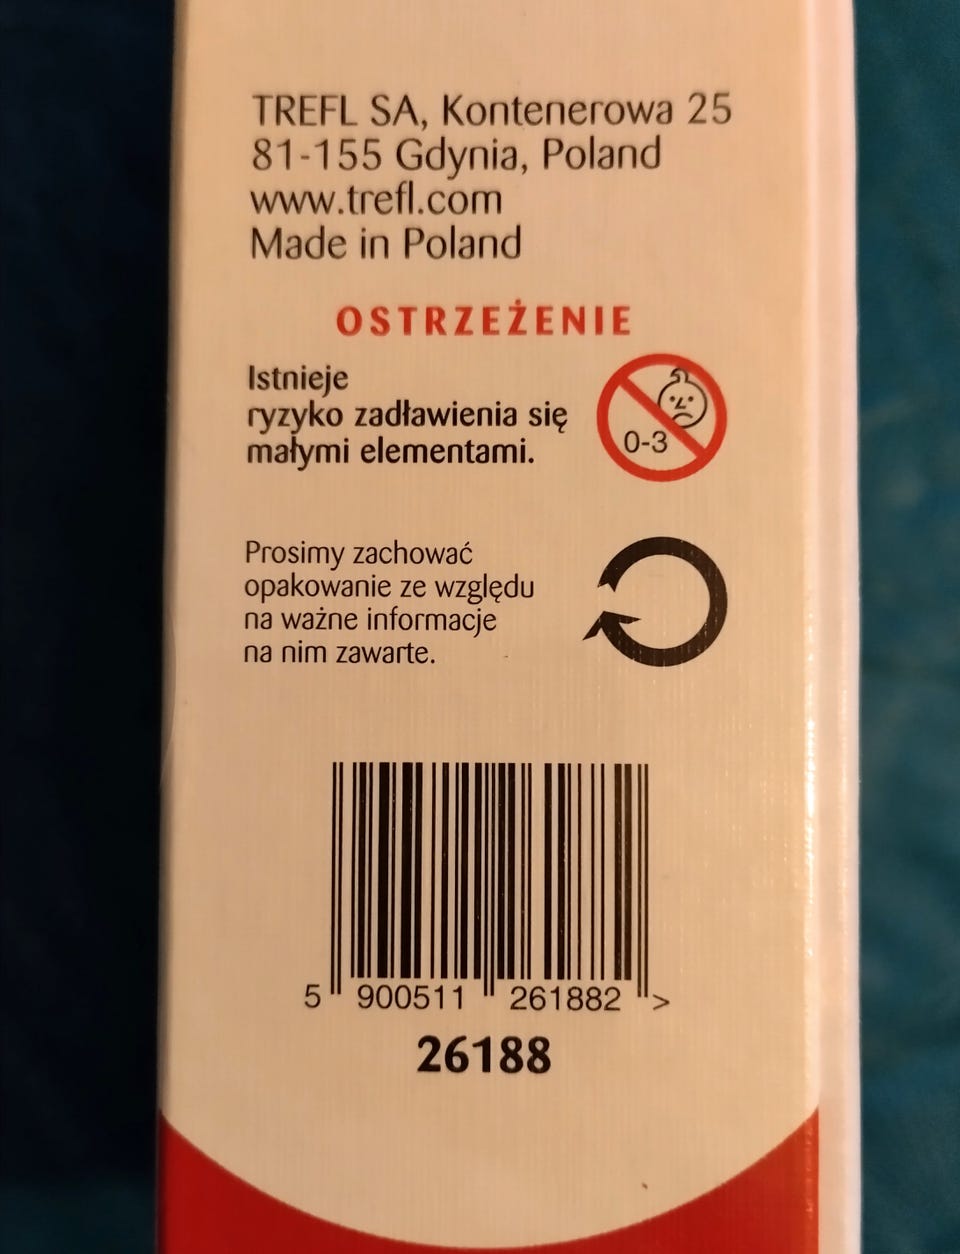 TREFL SA, Kontenerowa 25
81-155 Gdynia, Poland
www.trefl.com
Made in Poland
OSTRZEŻENIE
Istnieje
ryzyko zadławienia się
małymi elementami.
0-3
Prosimy zachować
opakowanie ze względu
na ważne informacje
na nim zawarte.
5 900511 261882 >
26188